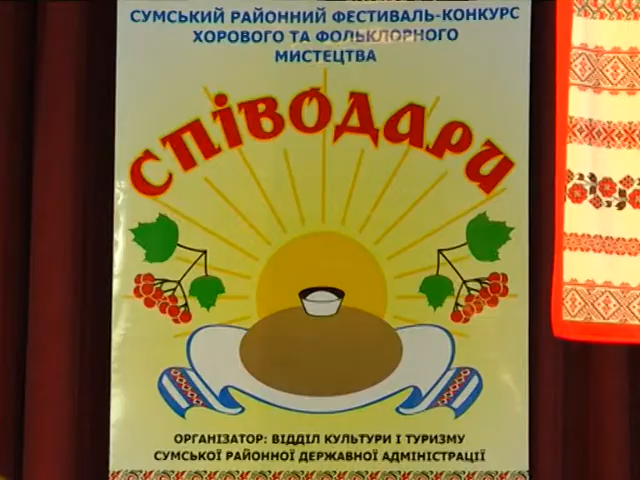 СУМСЬКИЙ РАЙОННИЙ ФЕСТИВАЛЬ-КОНКУРС
ХОРОВОГО ТА ФОЛЬКЛОРНОГО
МИСТЕЦТВА
СПІВОДАРИ
ОРГАНІЗАТОР: ВІДДІЛ КУЛЬТУРИ І ТУРИЗМУ
СУМСЬКОЇ РАЙОННОЇ ДЕРЖАВНОЇ АДМІНІСТРАЦІЇ